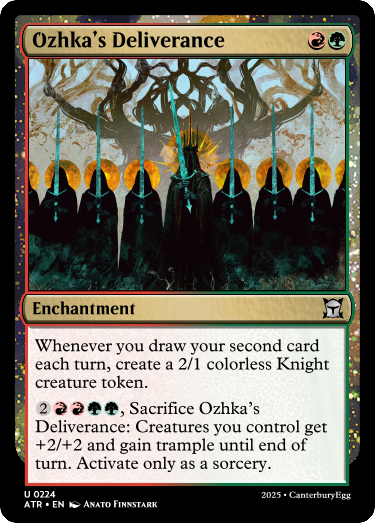 Ozhka's Deliverance
Enchantment
Whenever you draw your second card
each turn, create a 2/1 colorless Knight
creature token.
2, Sacrifice Ozhka's
Deliverance: Creatures you control get
+2/+2 and gain trample until end of
turn. Activate only as a sorcery.
U 0224
ATR • EN Anato Finnstark
2025 • CanterburyEgg